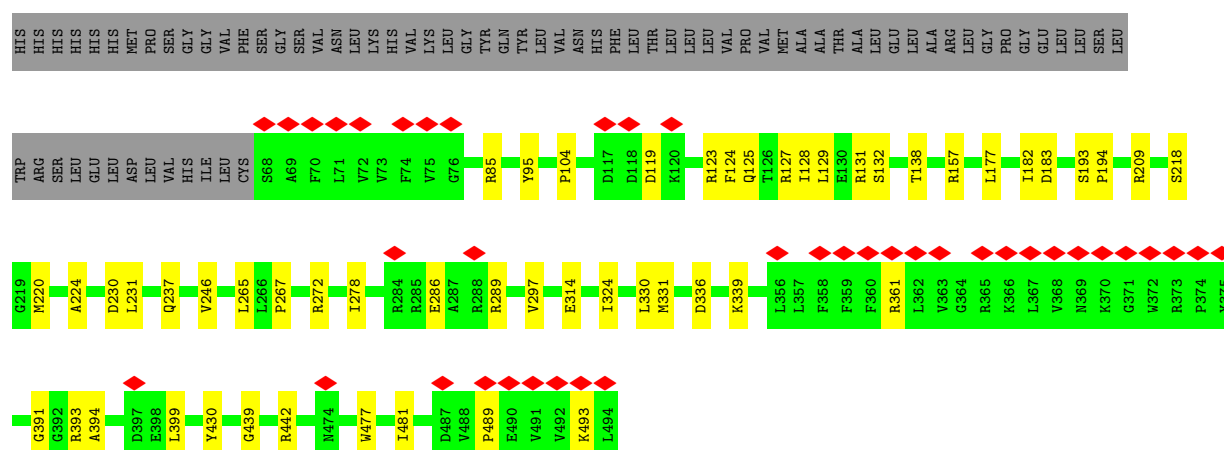 HIS HIS HIS HIS HIS HIS MET PRO SER GLY GLY VAL PHE SER GLY SER VAL ASN LEU LYS HIS VAL LYS LEU GLY TYR GLN TYR LEU VAL ASN HIS PHE LEU THR LEU LEU LEU VAL PRO VAL MET ALA ALA THR ALA LEU GLU LEU LEU ALA ARG LEU GLY PRO GLY GLU LEU LEU SER LEU
TRP ARG SER LEU GLU LEU ASP LEU VAL HIS ILE LEU CYS S68 A69 F70 L71 V72 V73 F74 V75 G76 R85 Y95 P104 D117 D118 D119 K120 R123 F124 Q125 T126 R127 I128 L129 E130 R131 S132 T138 R157 L177 I182 D183 S193 P194 R209 S218
G219 M220 A224 D230 L231 Q237 V246 L265 L266 P267 R272 I278 R284 R285 E286 A287 R288 R289 V297 E314 I324 L330 M331 D336 K339 L356 L357 F358 F359 F360 R361 L362 V363 G364 R365 K366 L367 V368 N369 K370 G371 W372 R373 P374
G391 G392 R393 A394 D397 E398 L399 Y430 G439 R442 N474 W477 I481 D487 V488 P489 E490 V491 V492 K493 L494